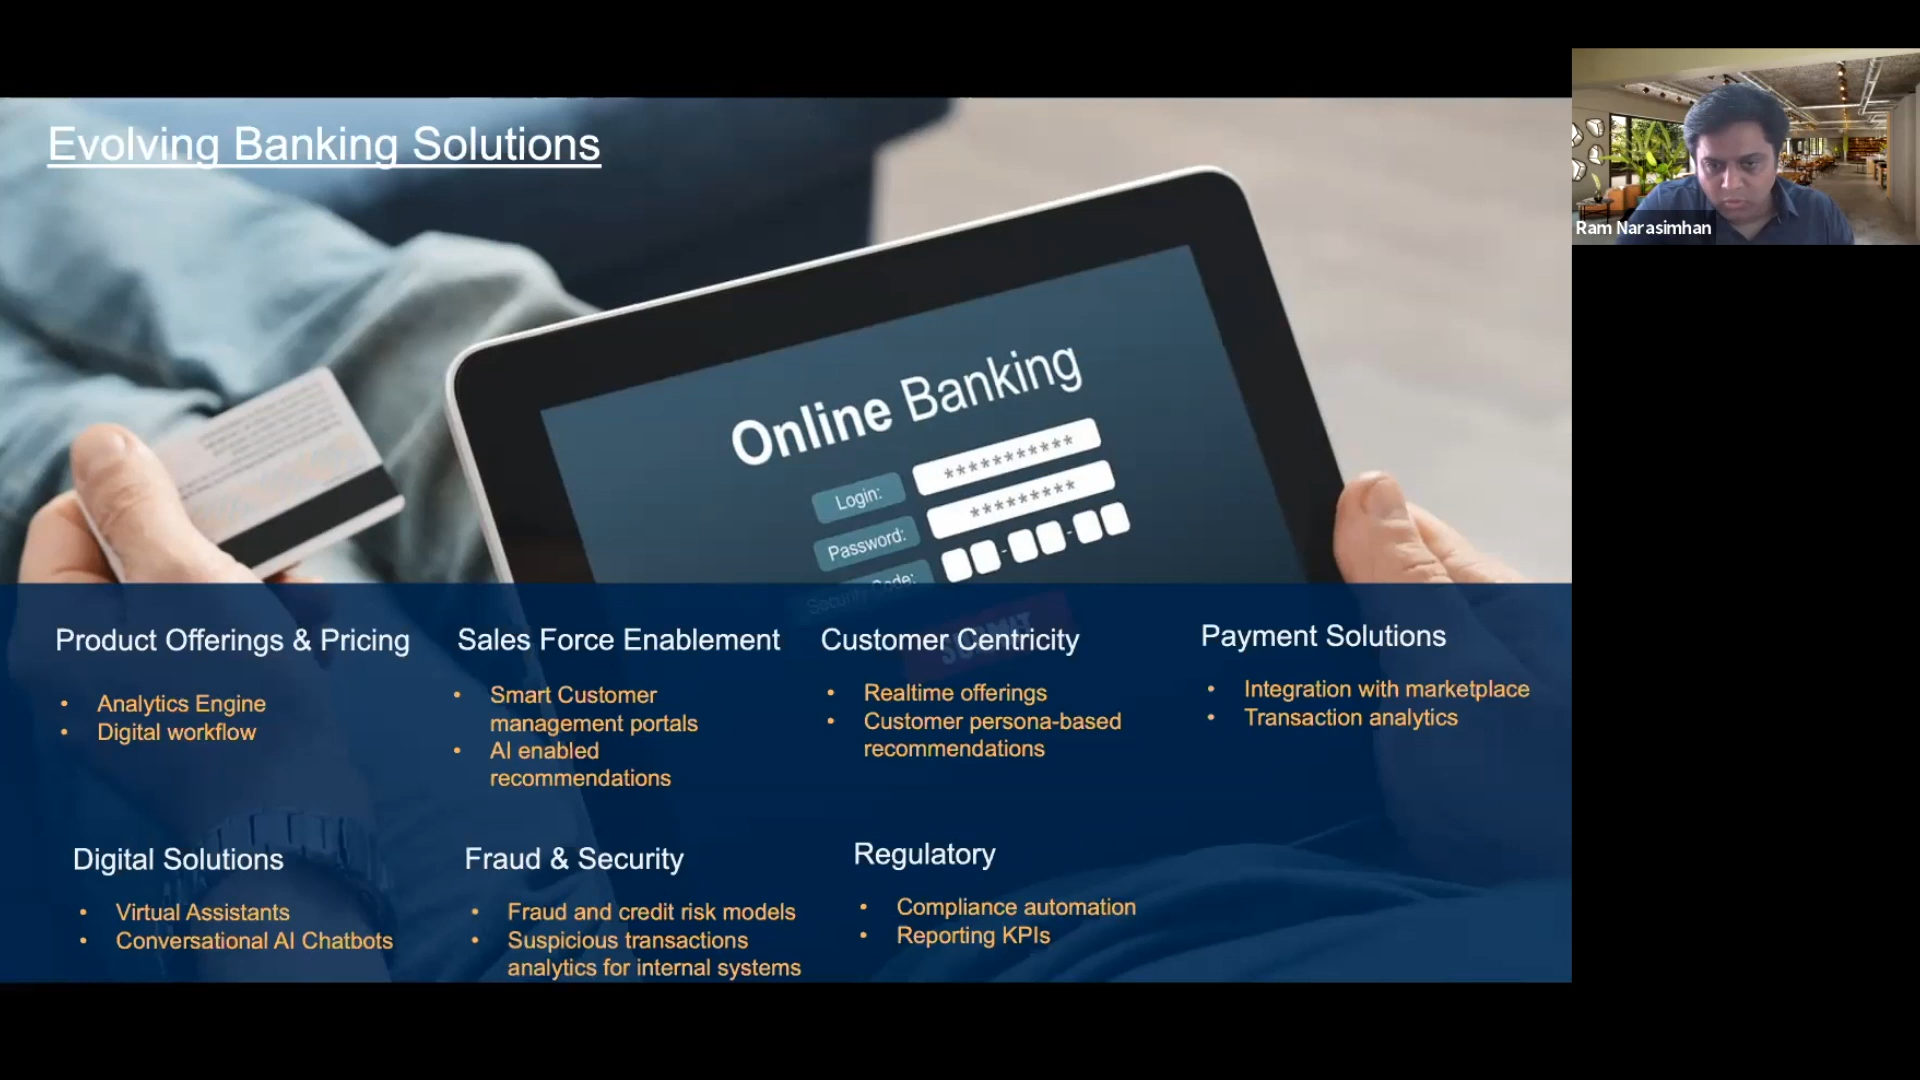 Evolving Banking Solutions
Ram Narasimhan
Online Banking
Login: ***********
Password: *********
Security Code:
SUBMIT
Product Offerings & Pricing
• Analytics Engine
• Digital workflow
Sales Force Enablement
• Smart Customer
management portals
• AI enabled
recommendations
Customer Centricity
• Realtime offerings
• Customer persona-based
recommendations
Payment Solutions
• Integration with marketplace
• Transaction analytics
Digital Solutions
• Virtual Assistants
• Conversational AI Chatbots
Fraud & Security
• Fraud and credit risk models
• Suspicious transactions
analytics for internal systems
Regulatory
• Compliance automation
• Reporting KPIs